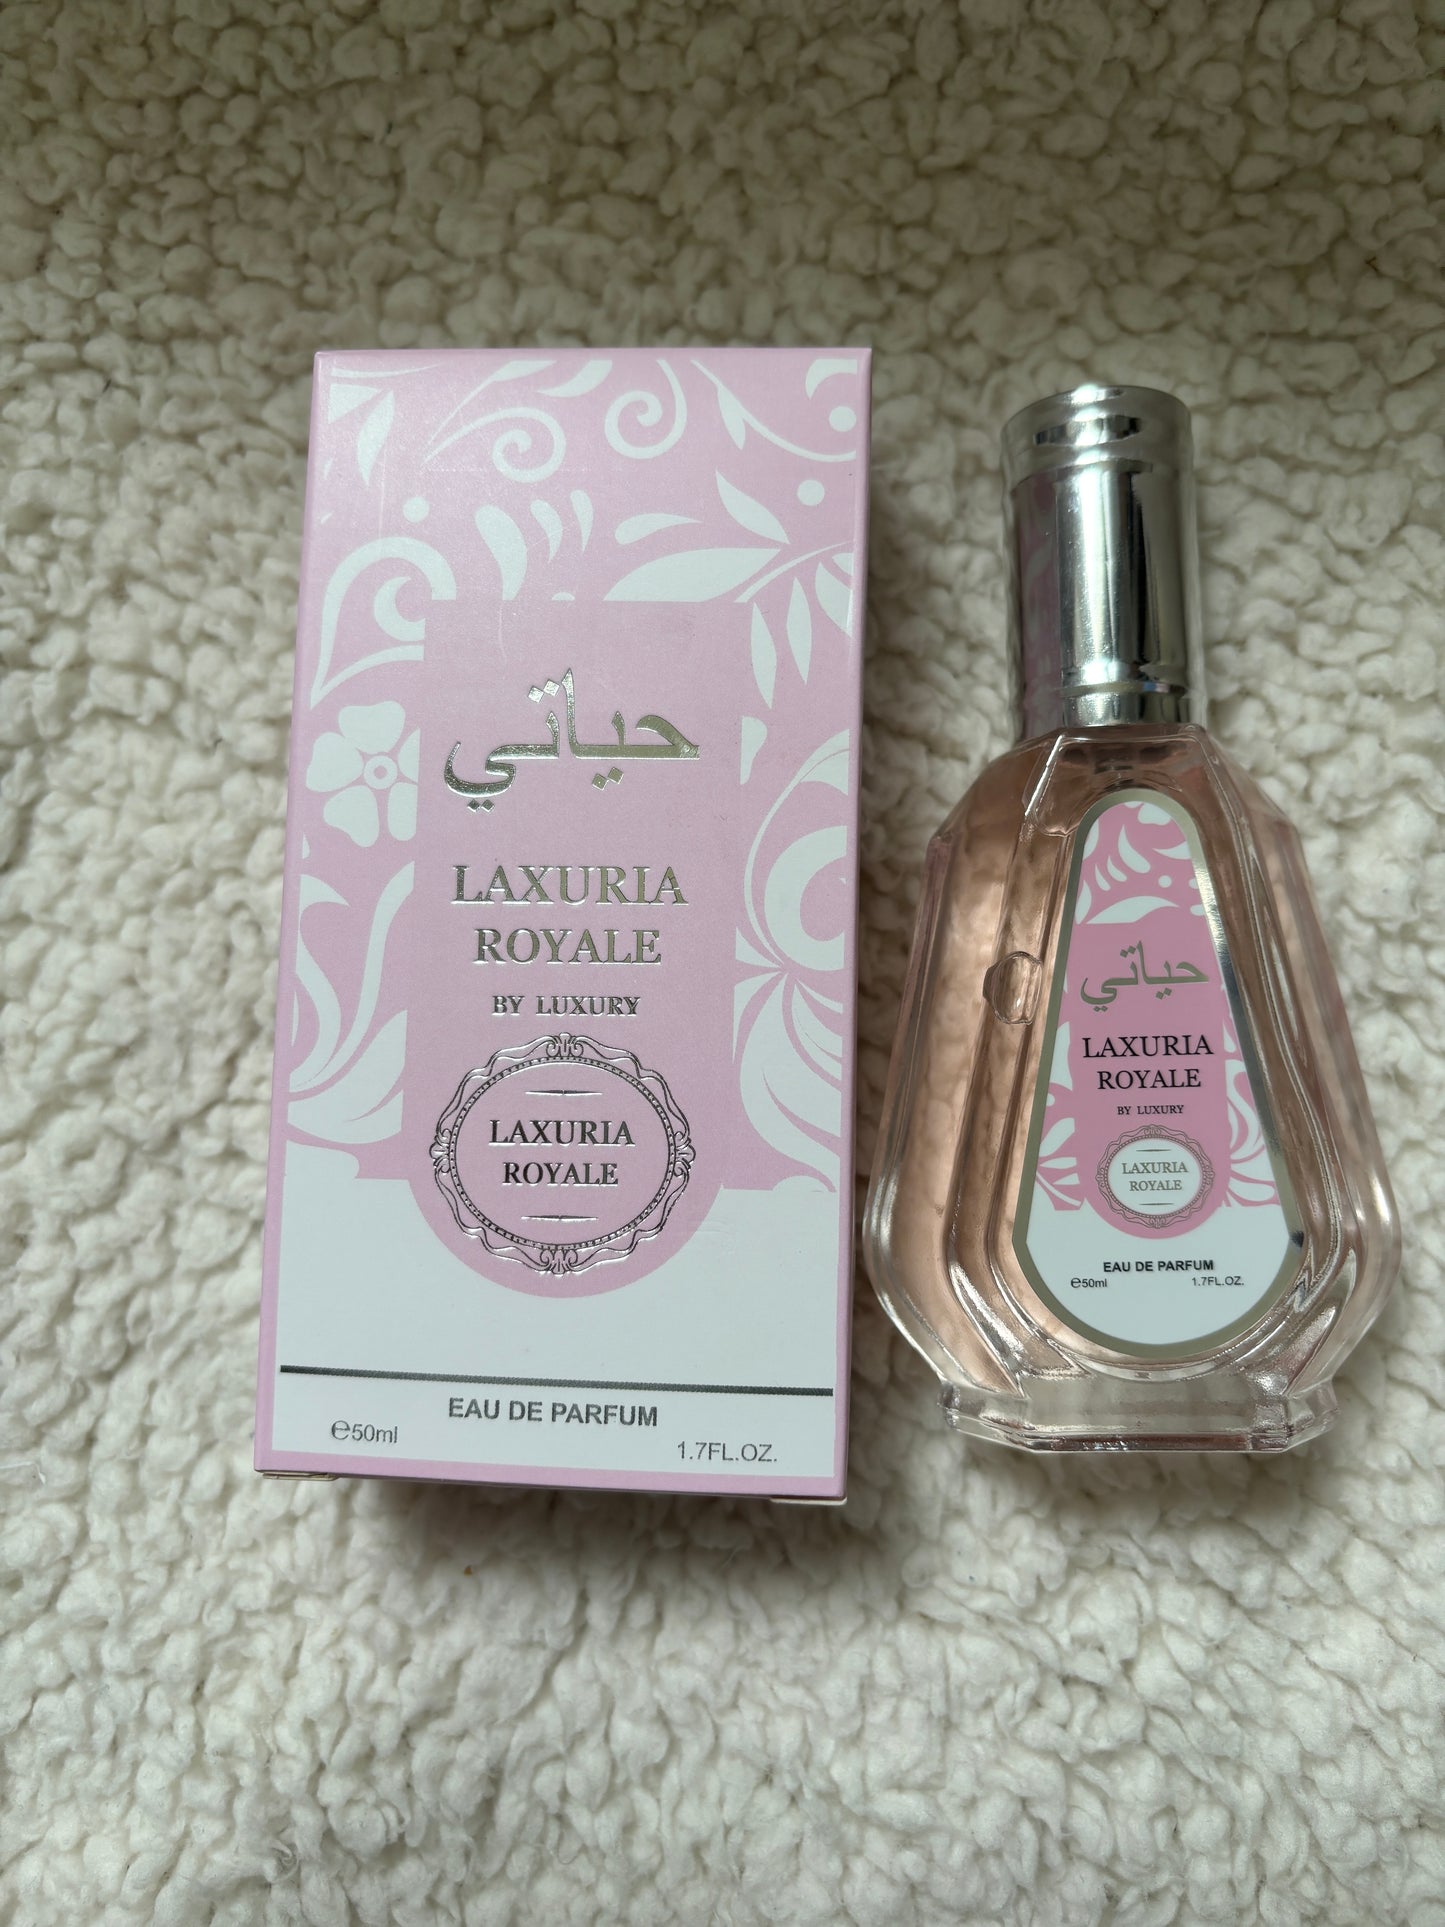 حياتي
LAXURIA
ROYALE
BY LUXURY
LAXURIA
ROYALE
EAU DE PARFUM
℮50ml
1.7FL.OZ.
حياتي
LAXURIA
ROYALE
BY LUXURY
LAXURIA
ROYALE
EAU DE PARFUM
℮50ml 1.7FL.OZ.